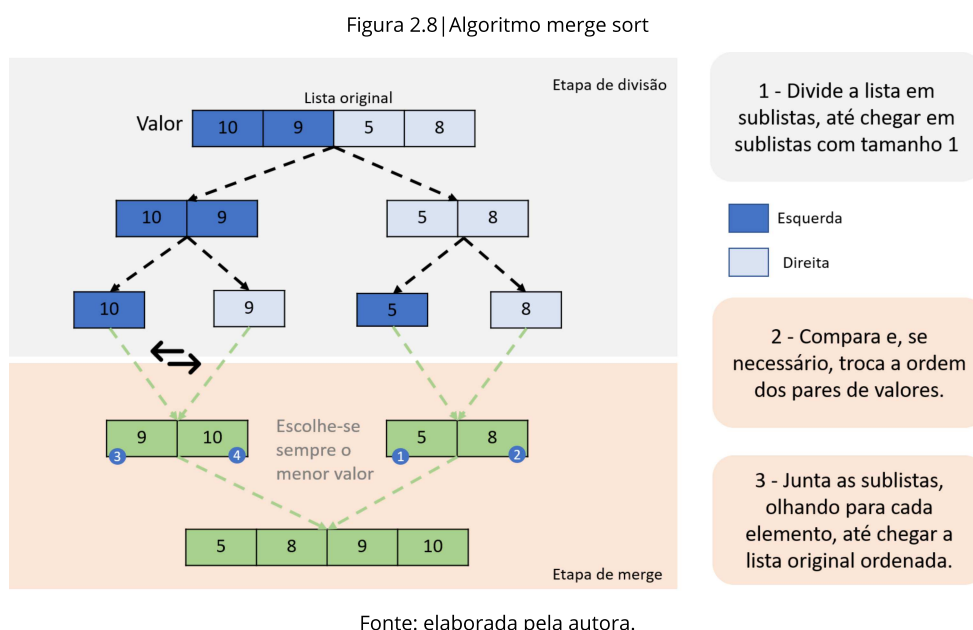 Figura 2.8|Algoritmo merge sort
Etapa de divisão
Lista original
Valor 10 9 5 8
10 9 5 8
10 9 5 8
9 10 5 8
3 4 1 2
Escolhe-se
sempre o
menor valor
5 8 9 10
Etapa de merge
1 - Divide a lista em
sublistas, até chegar em
sublistas com tamanho 1
Esquerda
Direita
2 - Compara e, se
necessário, troca a ordem
dos pares de valores.
3 - Junta as sublistas,
olhando para cada
elemento, até chegar a
lista original ordenada.
Fonte: elaborada pela autora.